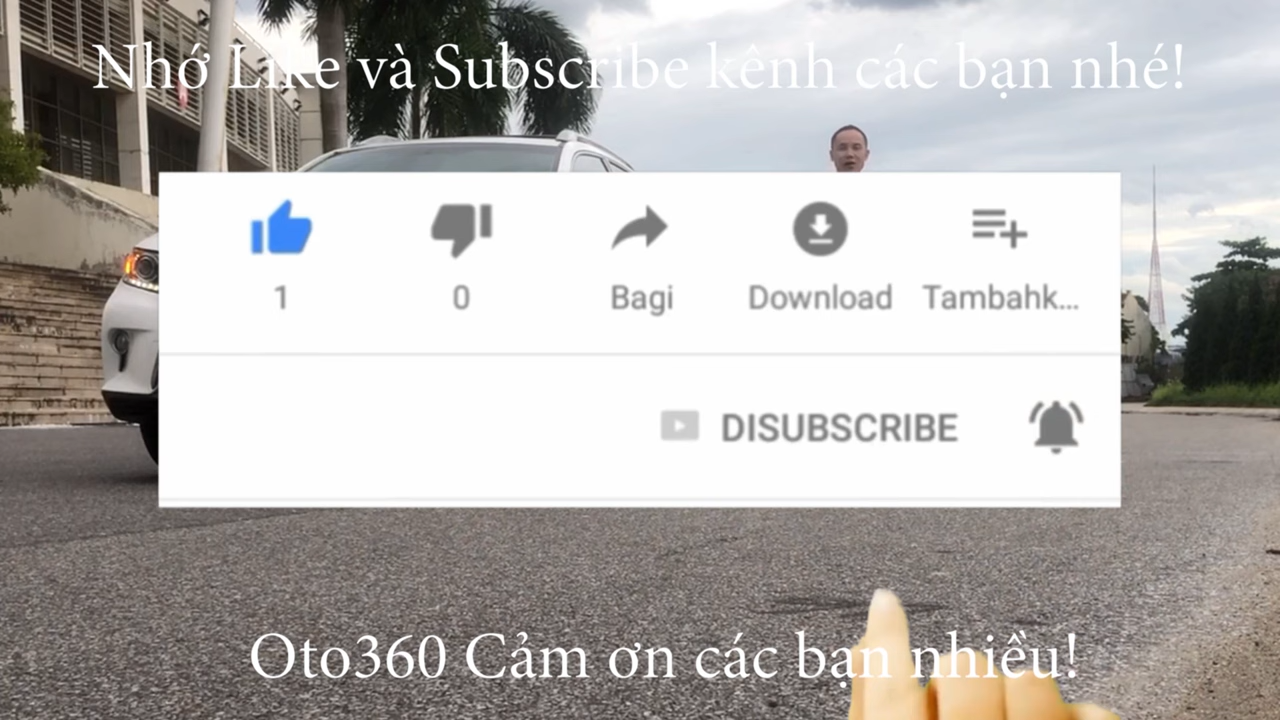 Nhớ Like và Subscribe kênh các bạn nhé!
1 0 Bagi Download Tambahk...
DISUBSCRIBE
Oto360 Cảm ơn các bạn nhiều!